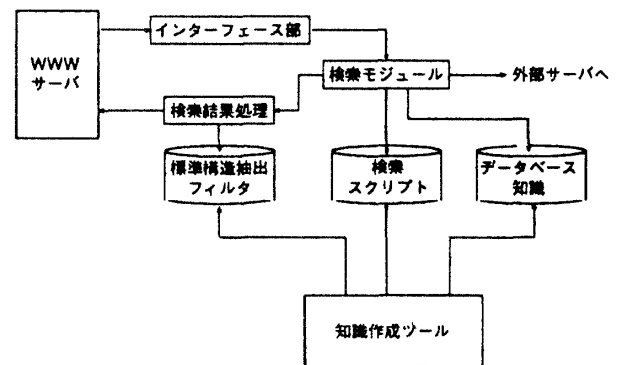 インターフェース部
WWW
サーバ
検索モジュール
外部サーバへ
検索結果処理
標準構造抽出
フィルタ
検索
スクリプト
データベース
知識
知識作成ツール